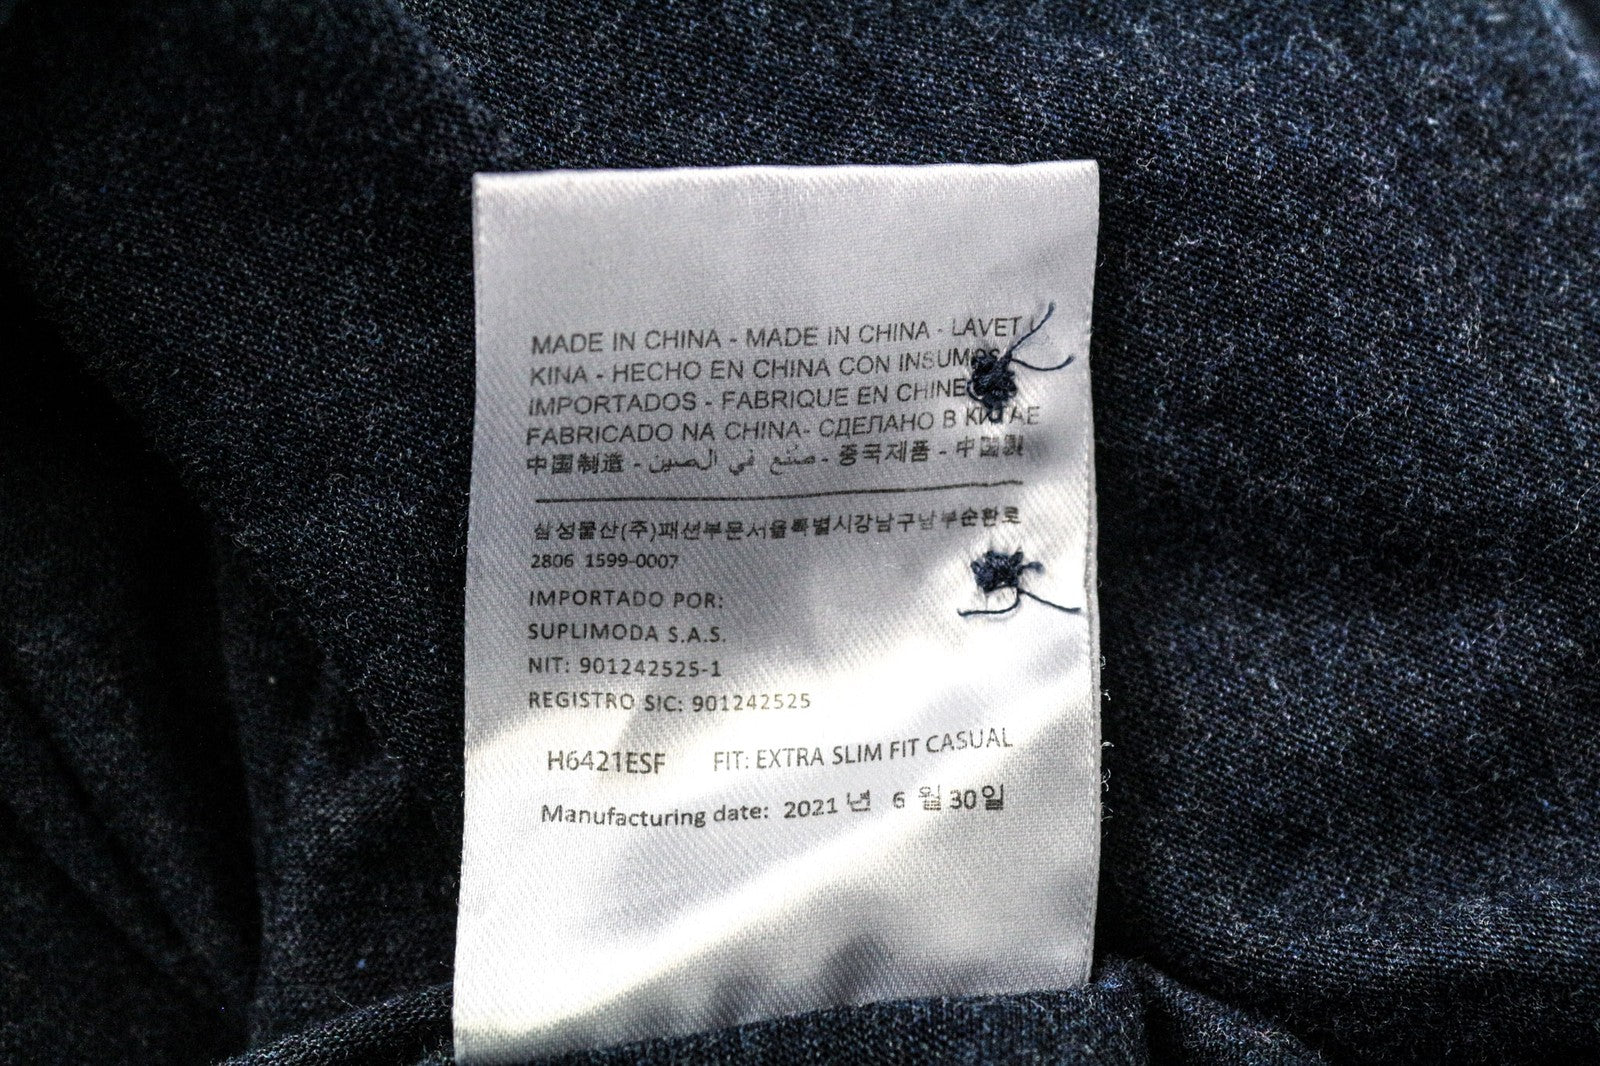 MADE IN CHINA - MADE IN CHINA - LAVET I
KINA - HECHO EN CHINA CON INSUMOS
IMPORTADOS - FABRIQUE EN CHINE
FABRICADO NA CHINA- СДЕЛАНО В КИТАЕ
中国制造 - صنع في الصين - 중국제품 - 中国製
삼성물산(주)패션부문서울특별시강남구남부순환로
2806 1599-0007
IMPORTADO POR:
SUPLIMODA S.A.S.
NIT: 901242525-1
REGISTRO SIC: 901242525
H6421ESF FIT: EXTRA SLIM FIT CASUAL
Manufacturing date: 2021 년 6 월 30일